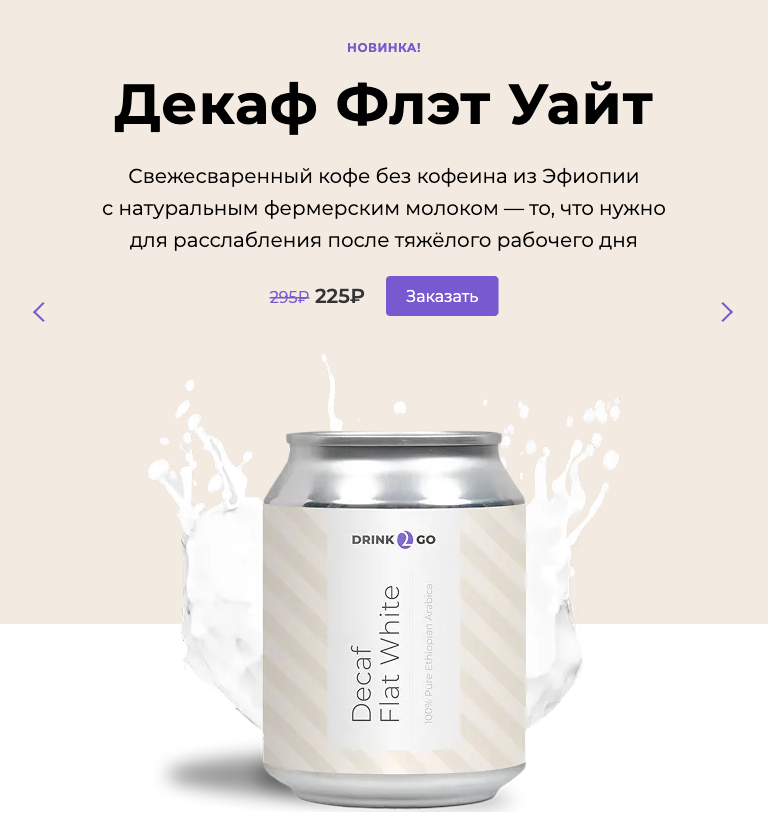 НОВИНКА!
Декаф Флэт Уайт
Свежесваренный кофе без кофеина из Эфиопии
с натуральным фермерским молоком — то, что нужно
для расслабления после тяжёлого рабочего дня
295₽ 225₽ Заказать
DRINK 2 GO
Decaf
Flat White
100% Pure Ethiopian Arabica